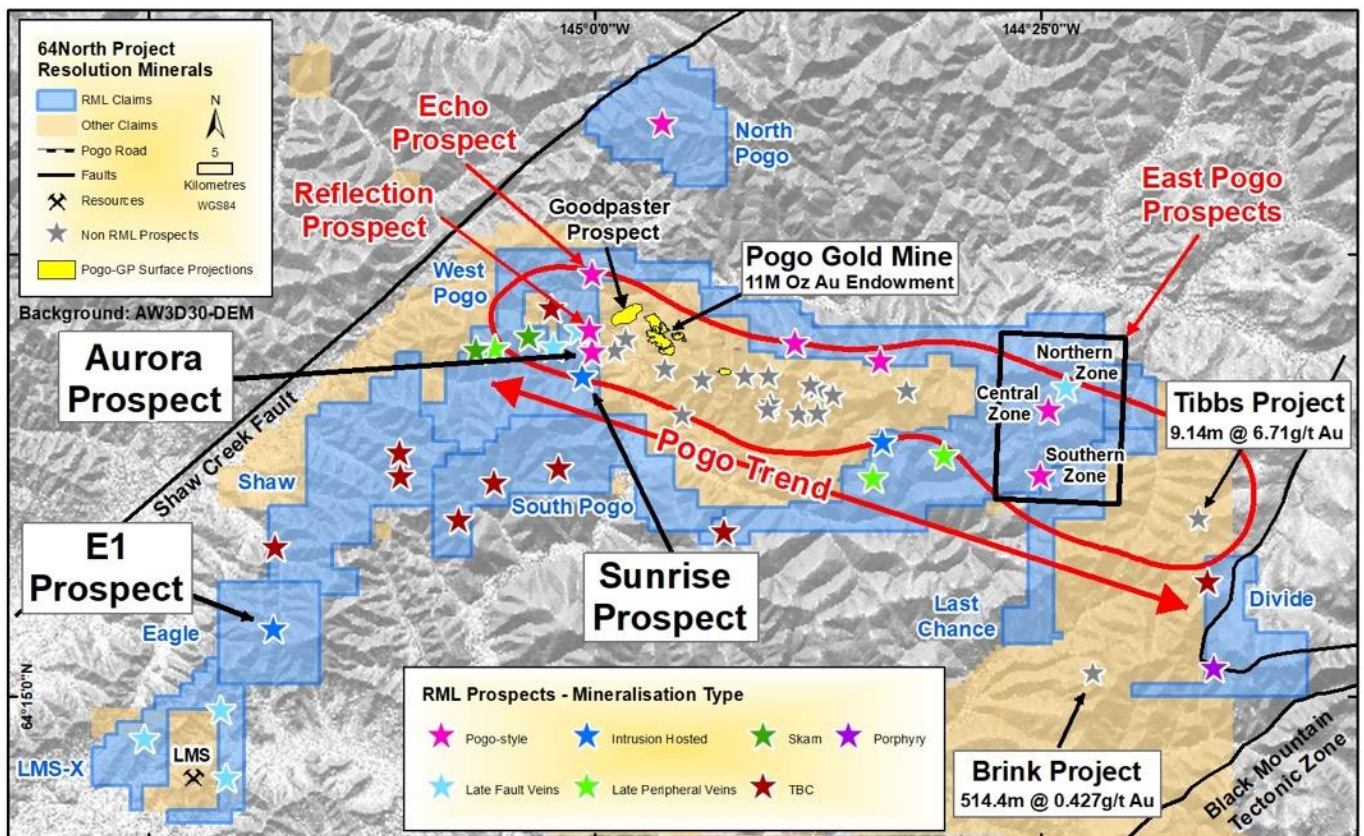 145°0'0"W
144°25'0"W
64North Project
Resolution Minerals
RML Claims
Other Claims
Pogo Road
Faults
Resources
Non RML Prospects
Pogo-GP Surface Projections
N
5
Kilometres
WGS84
Background: AW3D30-DEM
Echo
Prospect
Reflection
Prospect
Goodpaster
Prospect
North
Pogo
East Pogo
Prospects
West
Pogo
Pogo Gold Mine
11M Oz Au Endowment
Aurora
Prospect
Northern
Zone
Central
Zone
Southern
Zone
Tibbs Project
9.14m @ 6.71g/t Au
Pogo Trend
Shaw Creek Fault
Shaw
South Pogo
E1
Prospect
Eagle
Sunrise
Prospect
Last
Chance
Divide
64°15'0"N
LMS-X
LMS
RML Prospects - Mineralisation Type
Pogo-style
Intrusion Hosted
Skarn
Porphyry
Late Fault Veins
Late Peripheral Veins
TBC
Brink Project
514.4m @ 0.427g/t Au
Black Mountain
Tectonic Zone